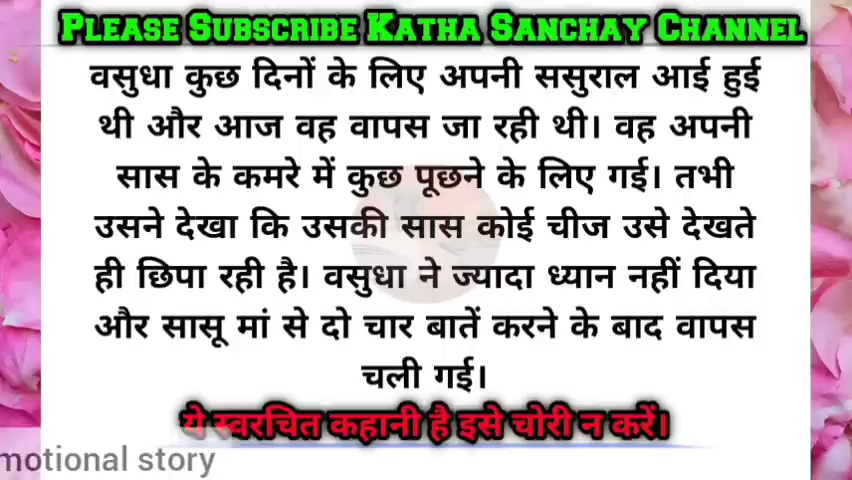 PLEASE SUBSCRIBE KATHA SANCHAY CHANNEL
वसुधा कुछ दिनों के लिए अपनी ससुराल आई हुई
थी और आज वह वापस जा रही थी। वह अपनी
सास के कमरे में कुछ पूछने के लिए गई। तभी
उसने देखा कि उसकी सास कोई चीज उसे देखते
ही छिपा रही है। वसुधा ने ज्यादा ध्यान नहीं दिया
और सासू मां से दो चार बातें करने के बाद वापस
चली गई।
ये स्वरचित कहानी है इसे चोरी न करें।
motional story